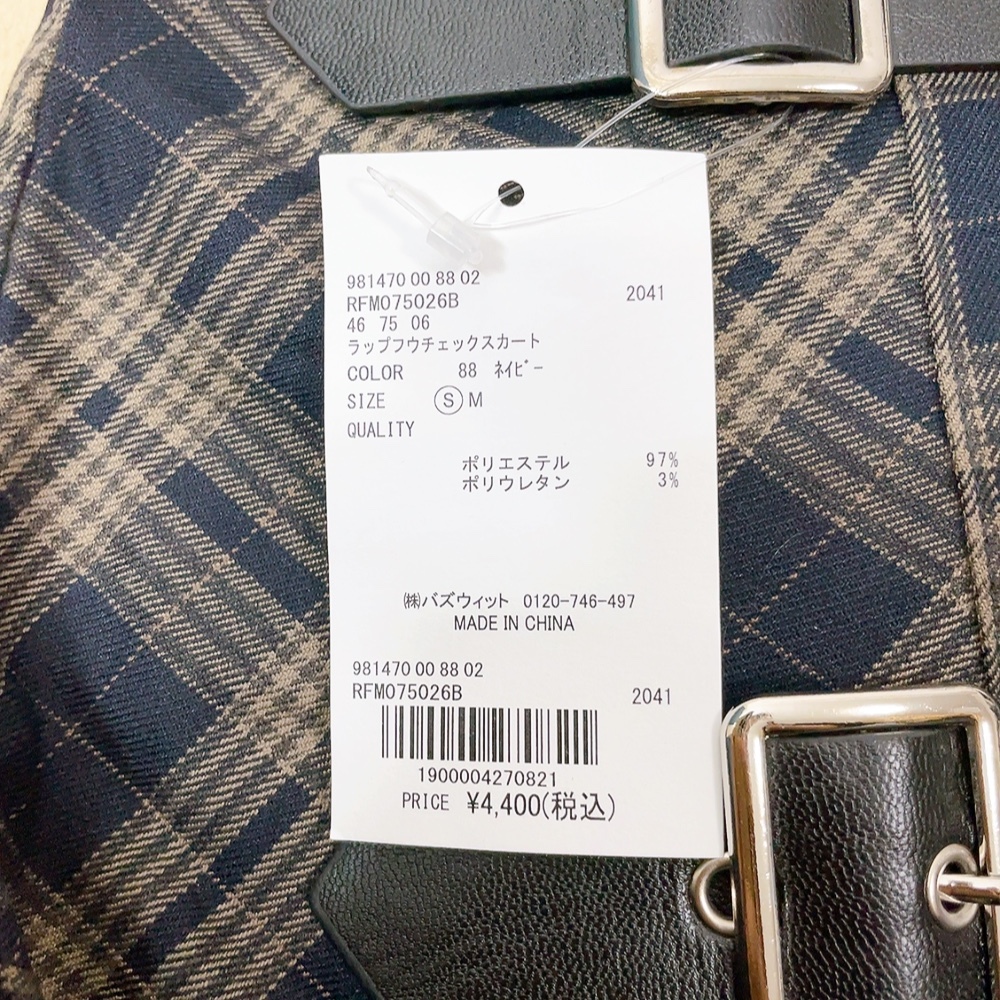 981470 00 88 02
RFM075026B 2041
46 75 06
ラップフウチェックスカート
COLOR 88 ﾈｲﾋﾞｰ
SIZE Ⓢ M
QUALITY
ポリエステル 97%
ポリウレタン 3%
㈱バズウィット 0120-746-497
MADE IN CHINA
981470 00 88 02
RFM075026B 2041
1900004270821
PRICE ¥4,400(税込)